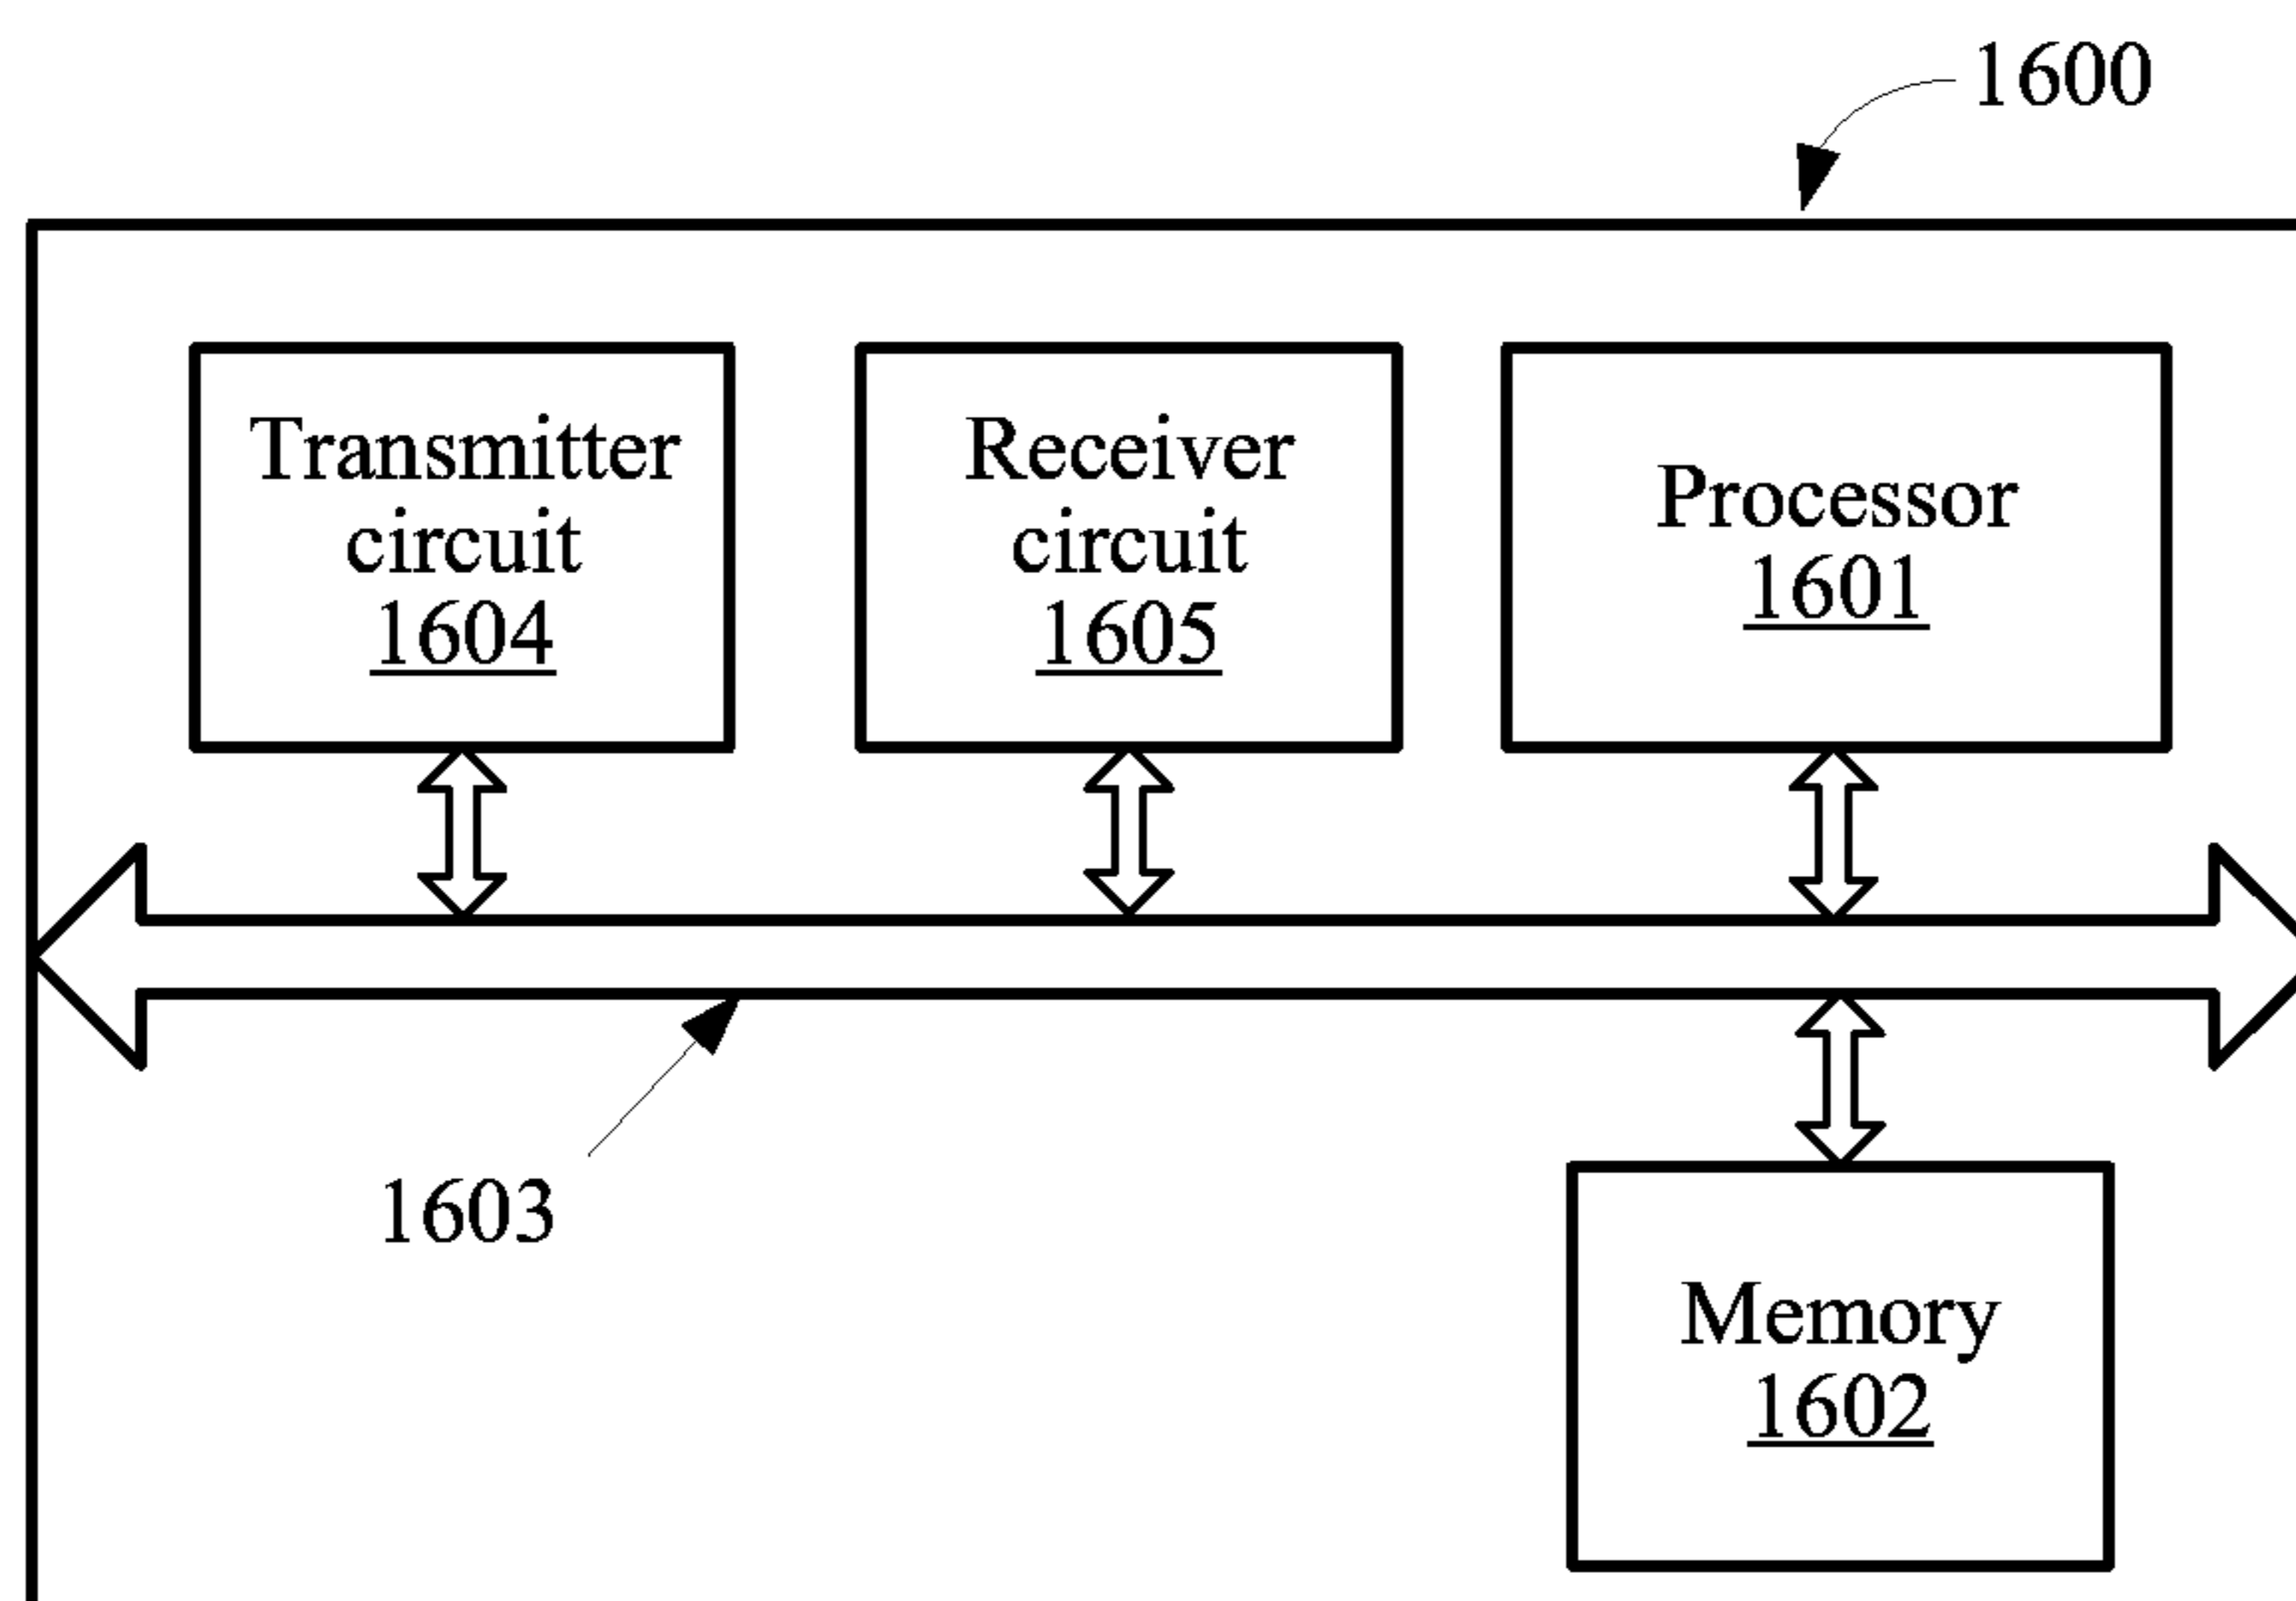 1600
Transmitter
circuit
1604
Receiver
circuit
1605
Processor
1601
1603
Memory
1602